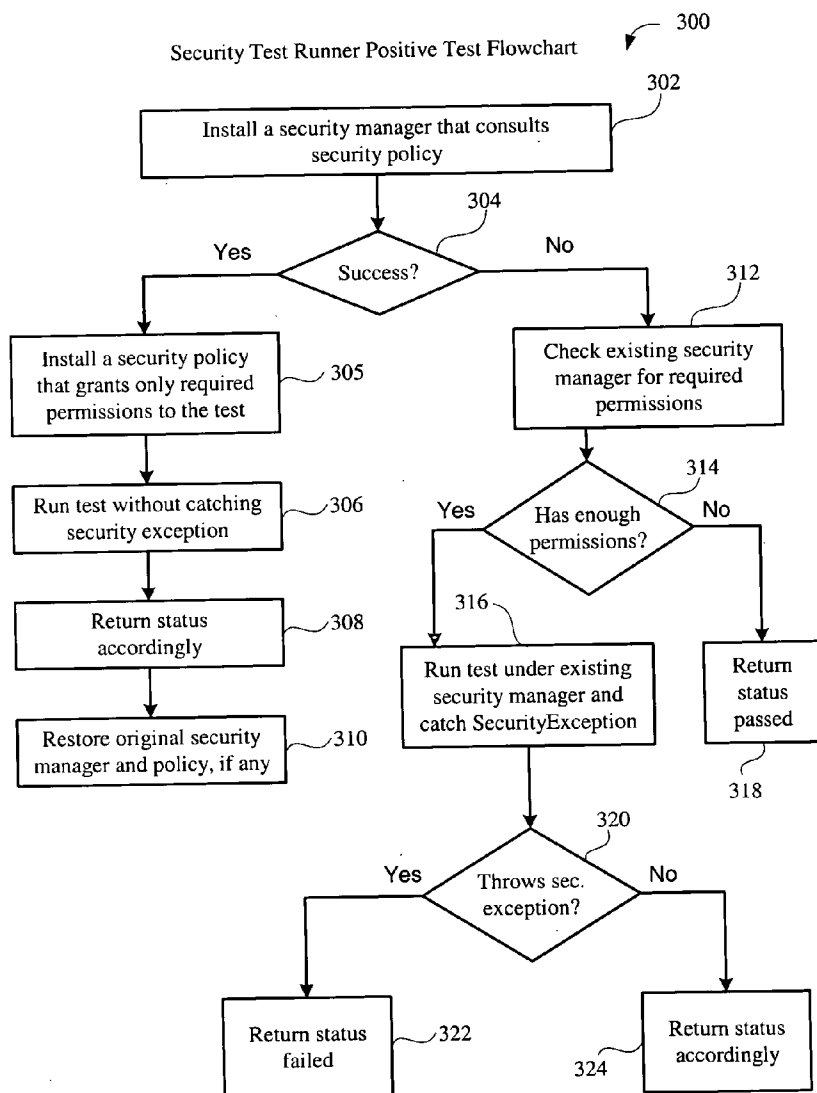 300
Security Test Runner Positive Test Flowchart
302
Install a security manager that consults
security policy
304
Yes
No
Success?
312
Install a security policy
that grants only required
permissions to the test
305
Check existing security
manager for required
permissions
314
Run test without catching
security exception
306
Yes
No
Has enough
permissions?
316
Return status
accordingly
308
Run test under existing
security manager and
catch SecurityException
Return
status
passed
Restore original security
manager and policy, if any
310
318
320
Yes
No
Throws sec.
exception?
Return status
failed
322
Return status
accordingly
324